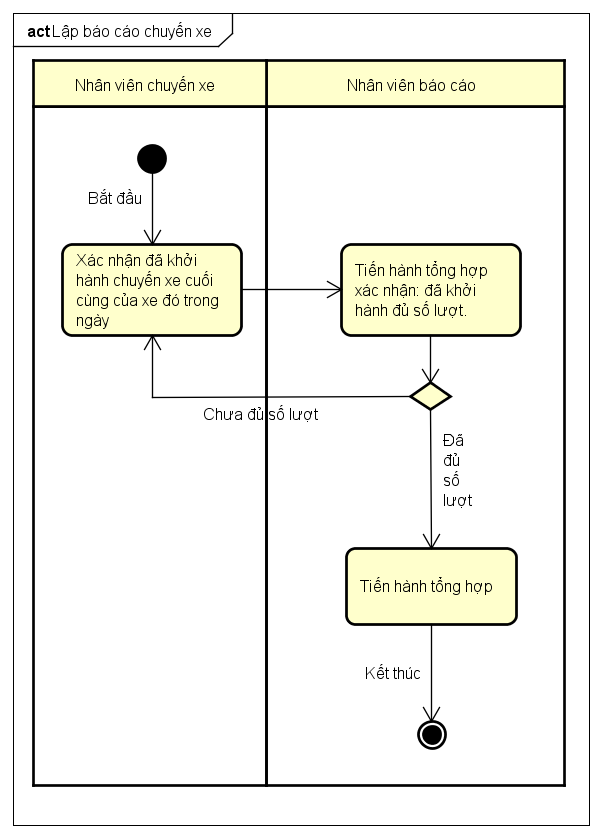 act Lập báo cáo chuyến xe
Nhân viên chuyến xe
Nhân viên báo cáo
Bắt đầu
Xác nhận đã khởi
hành chuyến xe cuối
cùng của xe đó trong
ngày
Tiến hành tổng hợp
xác nhận: đã khởi
hành đủ số lượt.
Chưa đủ số lượt
Đã
đủ
số
lượt
Tiến hành tổng hợp
Kết thúc